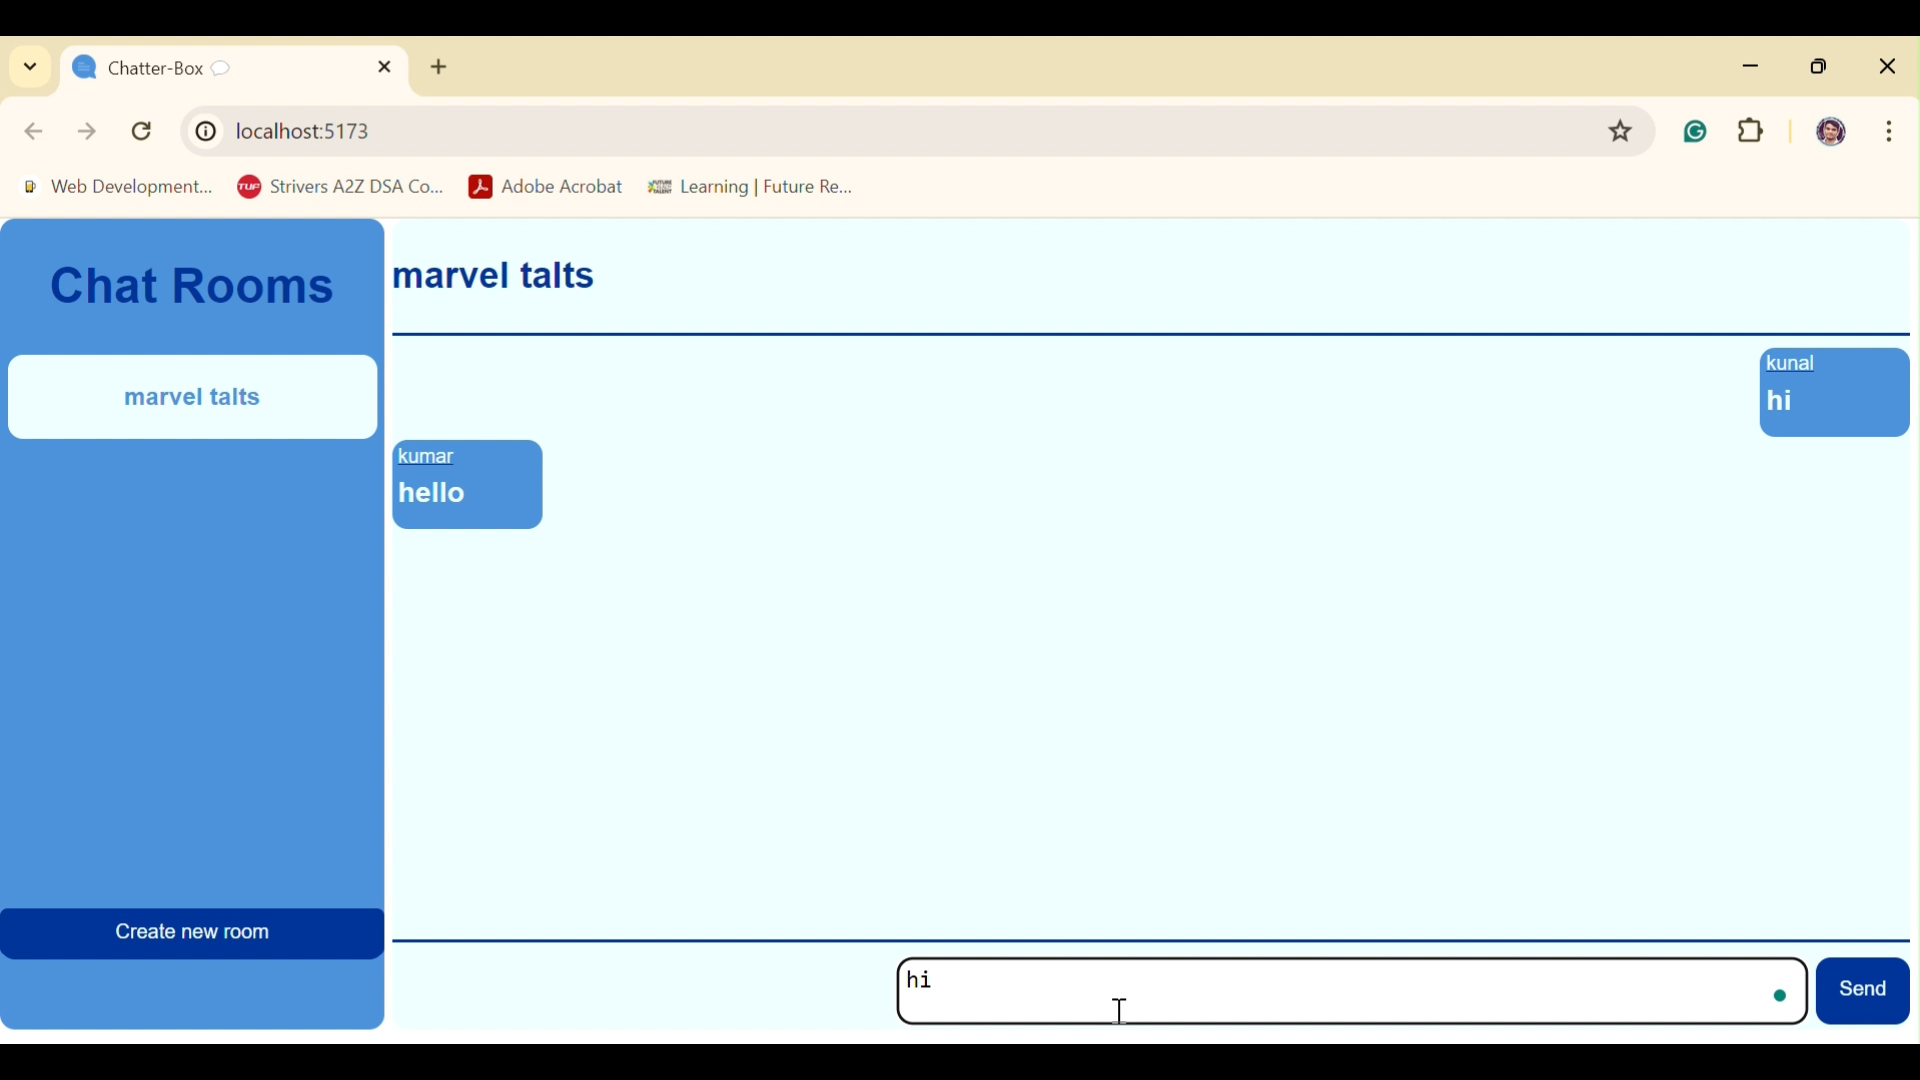 Chatter-Box 💬
localhost:5173
Web Development... TUF Strivers A2Z DSA Co... Adobe Acrobat Learning | Future Re...
Chat Rooms
marvel talts
marvel talts
kunal
hi
kumar
hello
Create new room
hi
Send